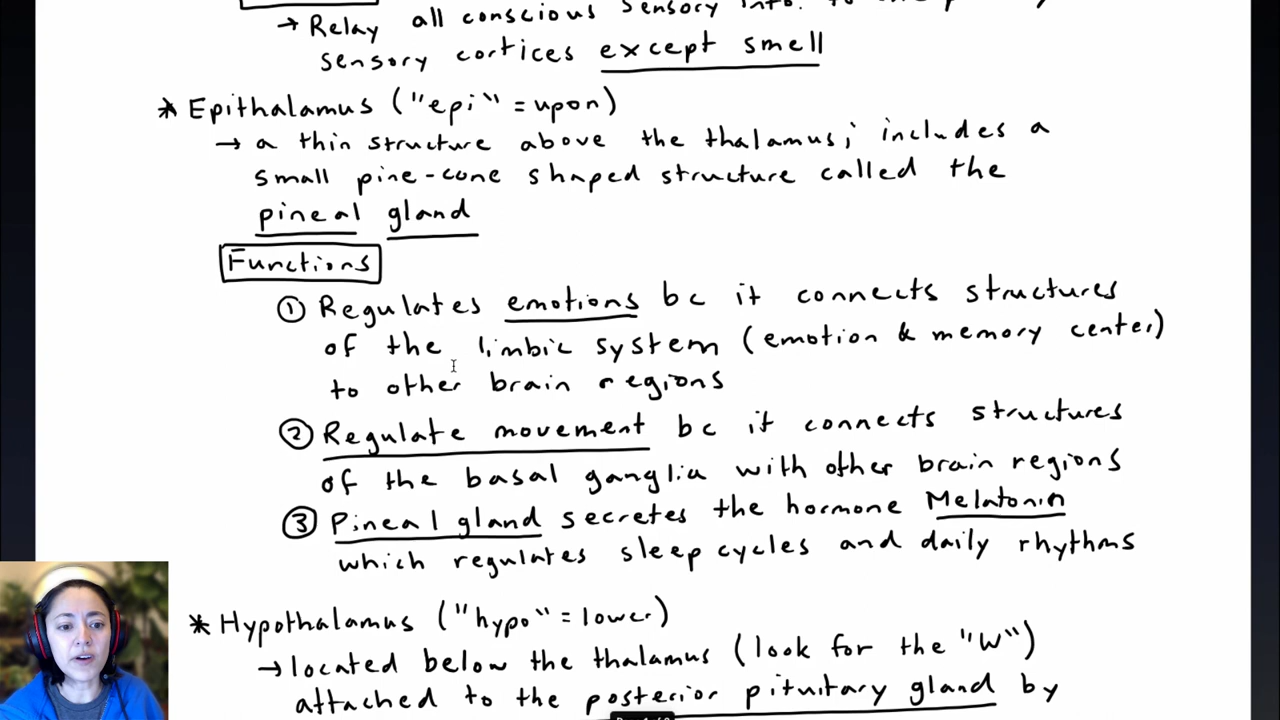 → Relay all conscious sensory info. to
sensory cortices except smell
* Epithalamus ("epi" = upon)
→ a thin structure above the thalamus; includes a
small pine-cone shaped structure called the
pineal gland
Functions
① Regulates emotions bc it connects structures
of the limbic system (emotion & memory center)
to other brain regions
② Regulate movement bc it connects structures
of the basal ganglia with other brain regions
③ Pineal gland secretes the hormone Melatonin
which regulates sleep cycles and daily rhythms
* Hypothalamus ("hypo" = lower)
→ located below the thalamus (look for the "W")
attached to the posterior pituitary gland by